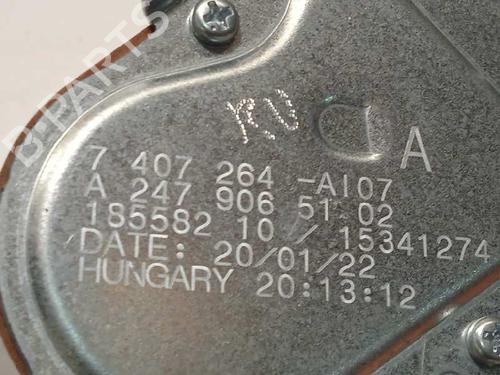 B-PARTS
A
7 407 264 -AI07
A 247 906 51 02
185582 10 / 15341274
DATE: 20/01/22
HUNGARY 20:13:12